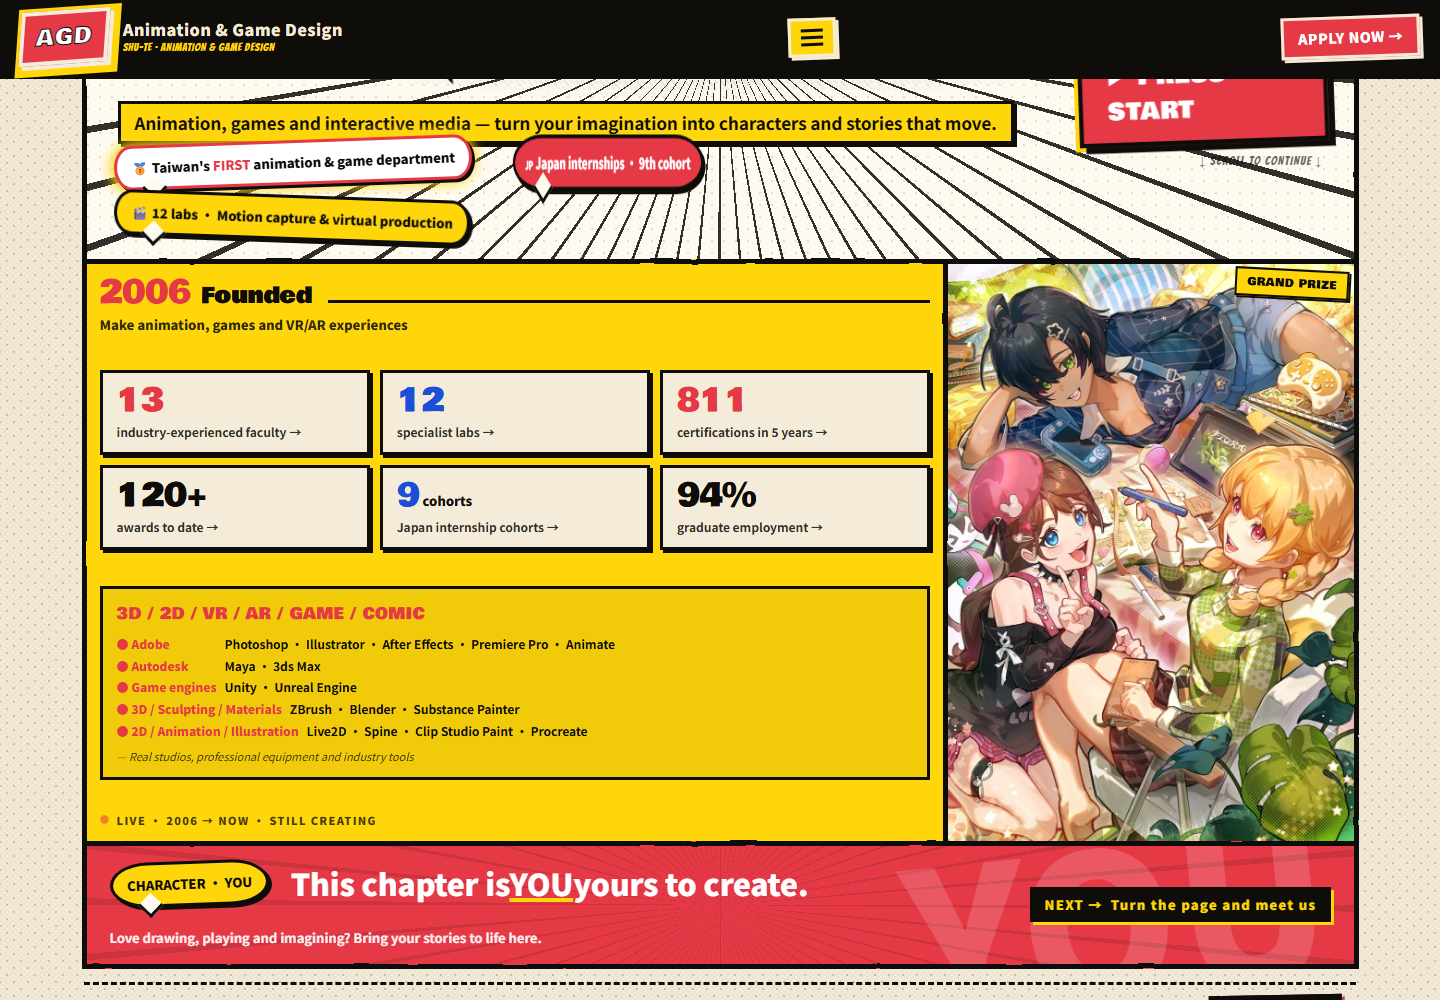 AGD
Animation & Game Design
SHU-TE · ANIMATION & GAME DESIGN
APPLY NOW →
START
Animation, games and interactive media — turn your imagination into characters and stories that move.
🥇 Taiwan's FIRST animation & game department
JP Japan internships • 9th cohort
↓ SCROLL TO CONTINUE ↓
🎬 12 labs • Motion capture & virtual production
2006 Founded
Make animation, games and VR/AR experiences
GRAND PRIZE
13
industry-experienced faculty →
12
specialist labs →
811
certifications in 5 years →
120+
awards to date →
9 cohorts
Japan internship cohorts →
94%
graduate employment →
3D / 2D / VR / AR / GAME / COMIC
Adobe Photoshop • Illustrator • After Effects • Premiere Pro • Animate
Autodesk Maya • 3ds Max
Game engines Unity • Unreal Engine
3D / Sculpting / Materials ZBrush • Blender • Substance Painter
2D / Animation / Illustration Live2D • Spine • Clip Studio Paint • Procreate
— Real studios, professional equipment and industry tools
LIVE • 2006 → NOW • STILL CREATING
CHARACTER • YOU
This chapter isYOUyours to create.
Love drawing, playing and imagining? Bring your stories to life here.
YOU
NEXT → Turn the page and meet us